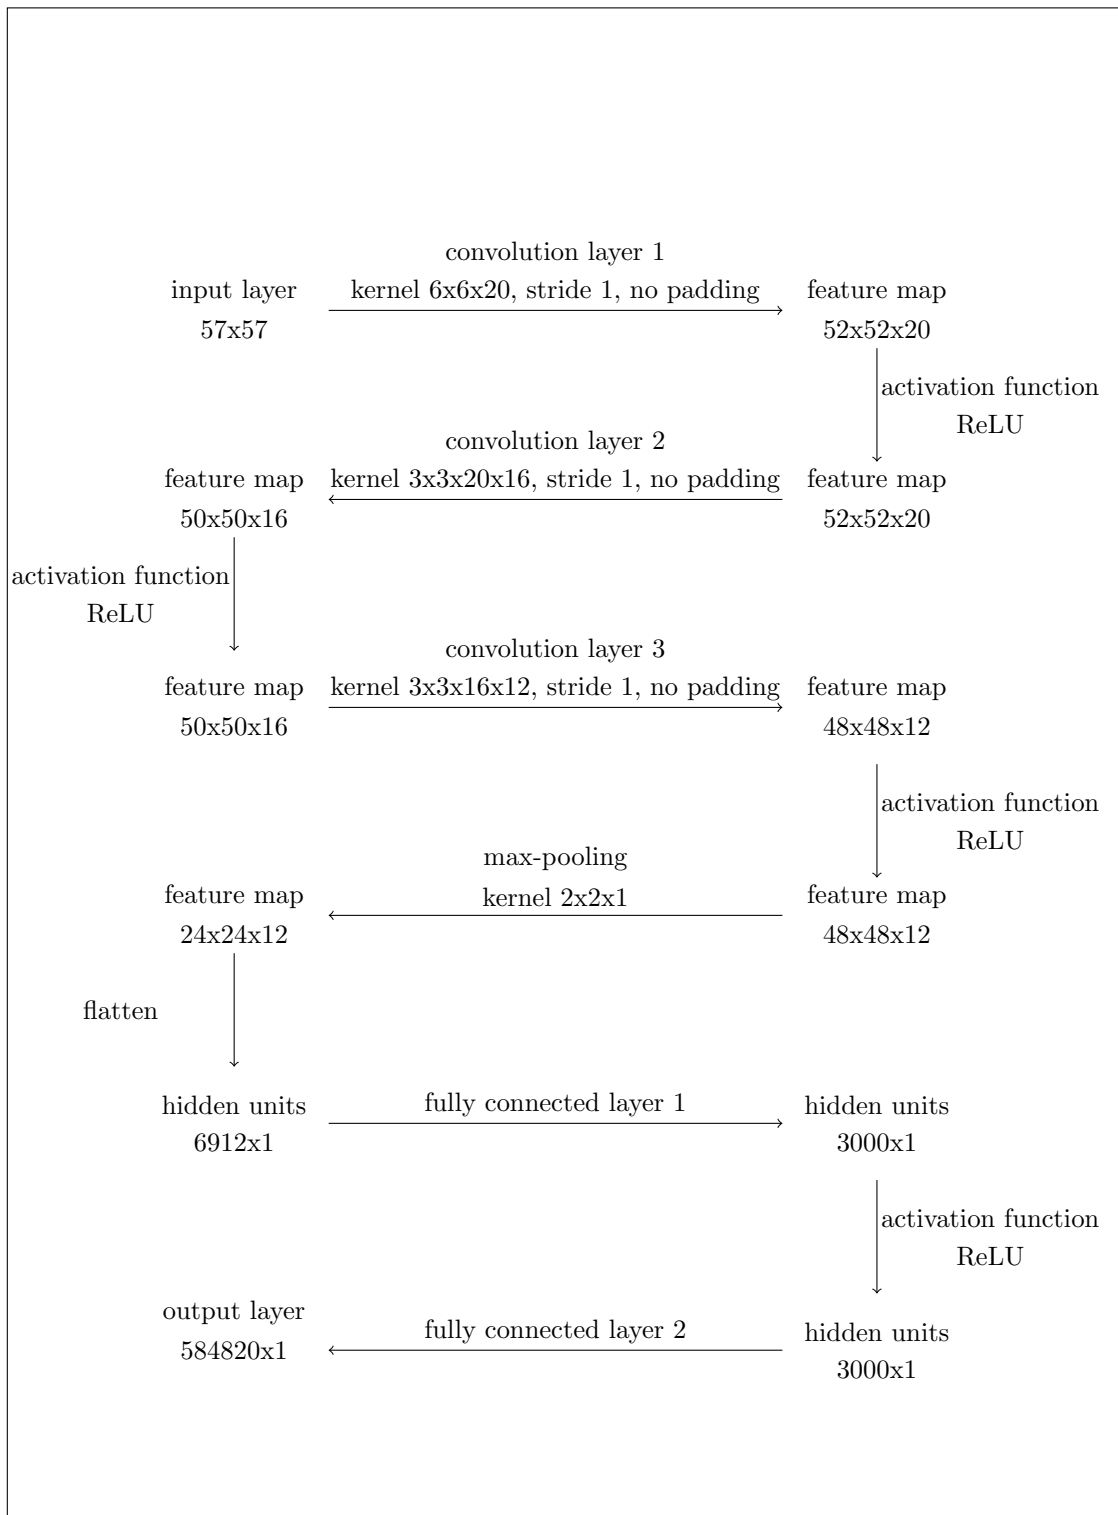 convolution layer 1
input layer
kernel 6x6x20, stride 1, no padding
feature map
57x57
52x52x20
activation function
ReLU
convolution layer 2
feature map
kernel 3x3x20x16, stride 1, no padding
feature map
50x50x16
52x52x20
activation function
ReLU
convolution layer 3
feature map
kernel 3x3x16x12, stride 1, no padding
feature map
50x50x16
48x48x12
activation function
ReLU
max-pooling
feature map
kernel 2x2x1
feature map
24x24x12
48x48x12
flatten
hidden units
fully connected layer 1
hidden units
6912x1
3000x1
activation function
ReLU
output layer
fully connected layer 2
hidden units
584820x1
3000x1